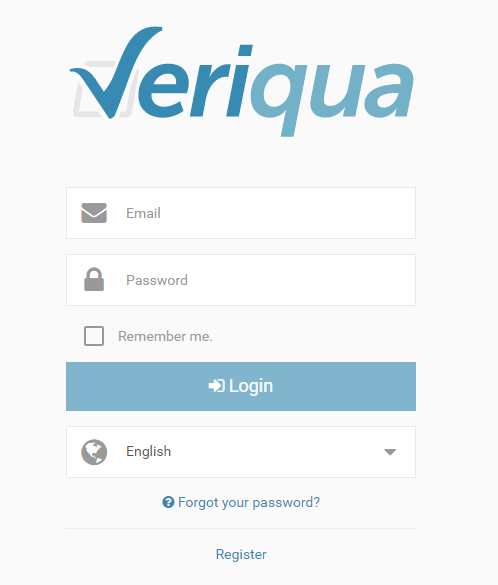 Veriqua
Email
Password
Remember me.
Login
English
Forgot your password?
Register